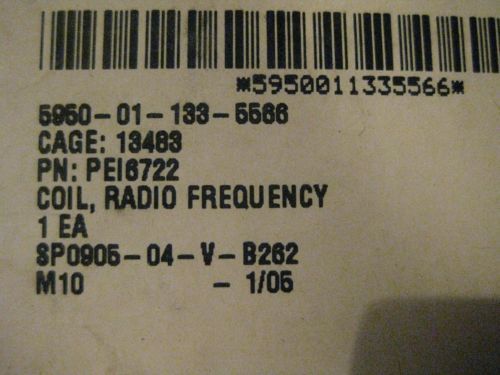 *5950011335566*
5950-01-133-5566
CAGE: 13483
PN: PEI6722
COIL, RADIO FREQUENCY
1 EA
SP0905-04-V-B262
M10 - 1/05